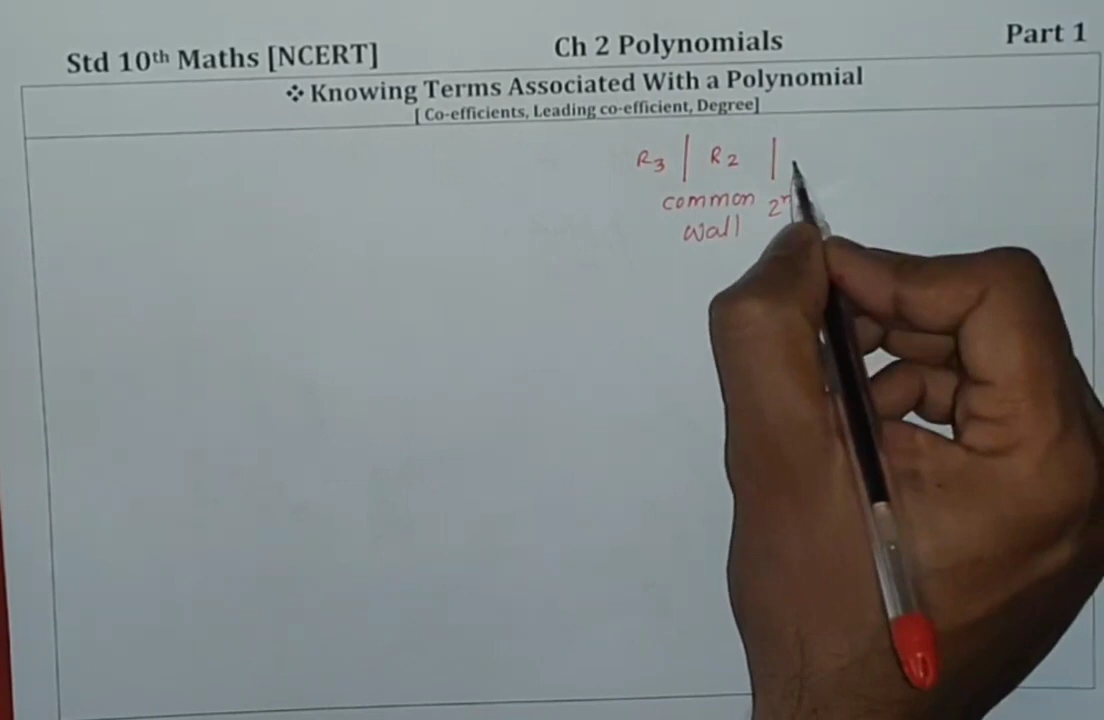 Std 10th Maths [NCERT] Ch 2 Polynomials Part 1
❖ Knowing Terms Associated With a Polynomial
[ Co-efficients, Leading co-efficient, Degree]
R3 | R2 |
common
wall